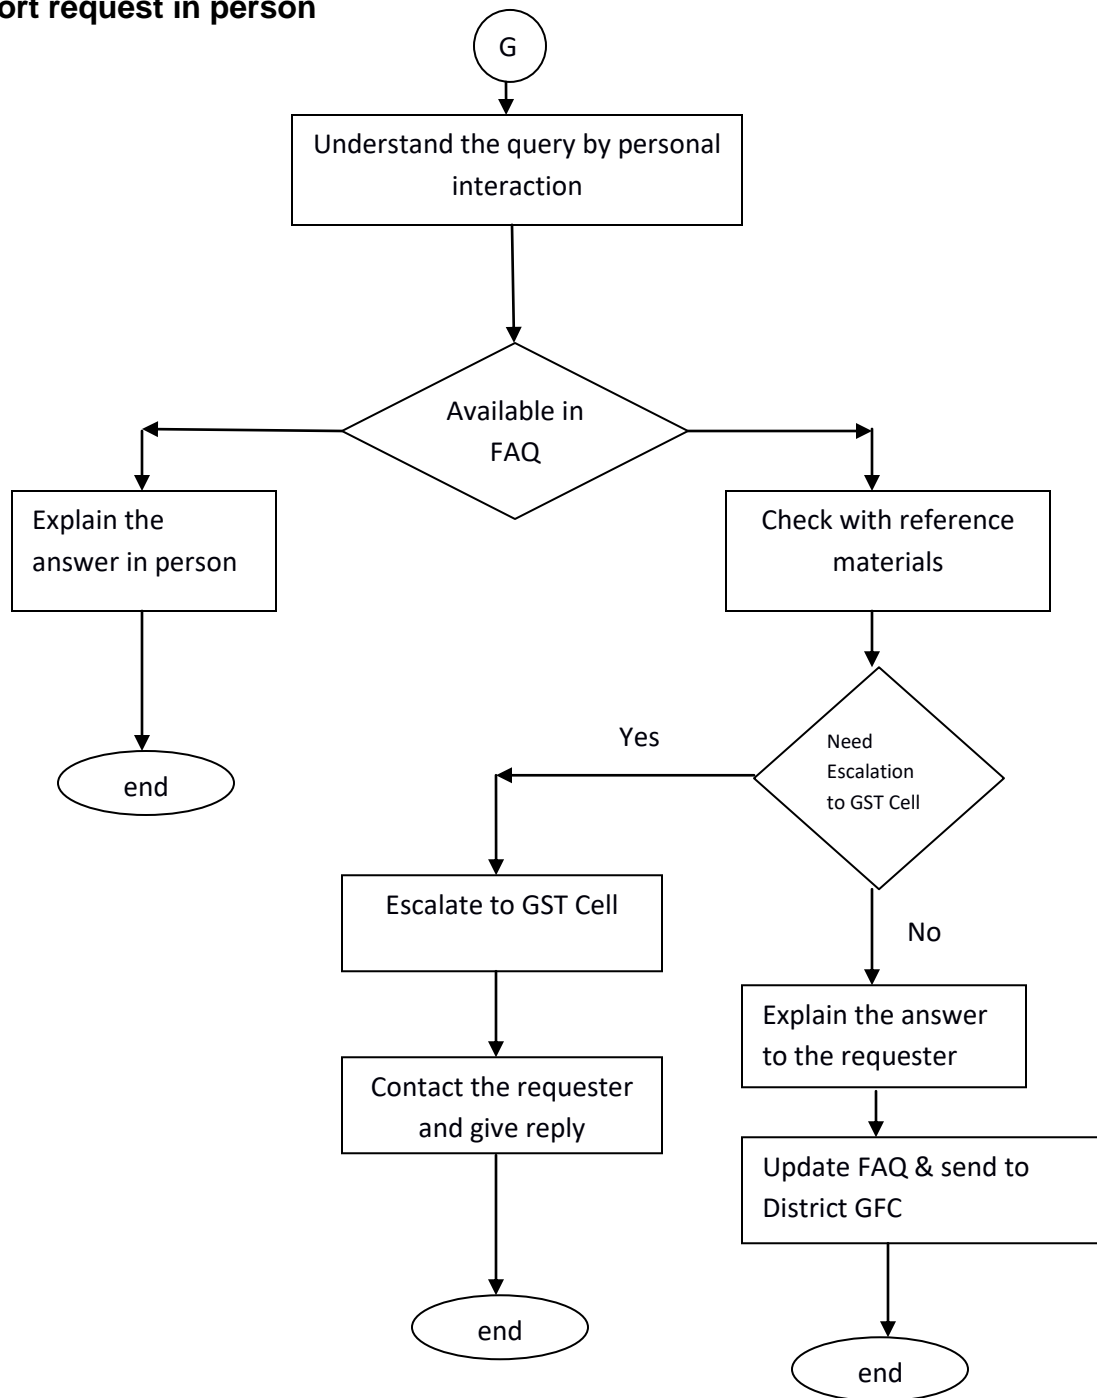 ort request in person
G
Understand the query by personal
interaction
Available in
FAQ
Explain the
answer in person
Check with reference
materials
end
Yes
Need
Escalation
to GST Cell
Escalate to GST Cell
No
Explain the answer
to the requester
Contact the requester
and give reply
Update FAQ & send to
District GFC
end
end